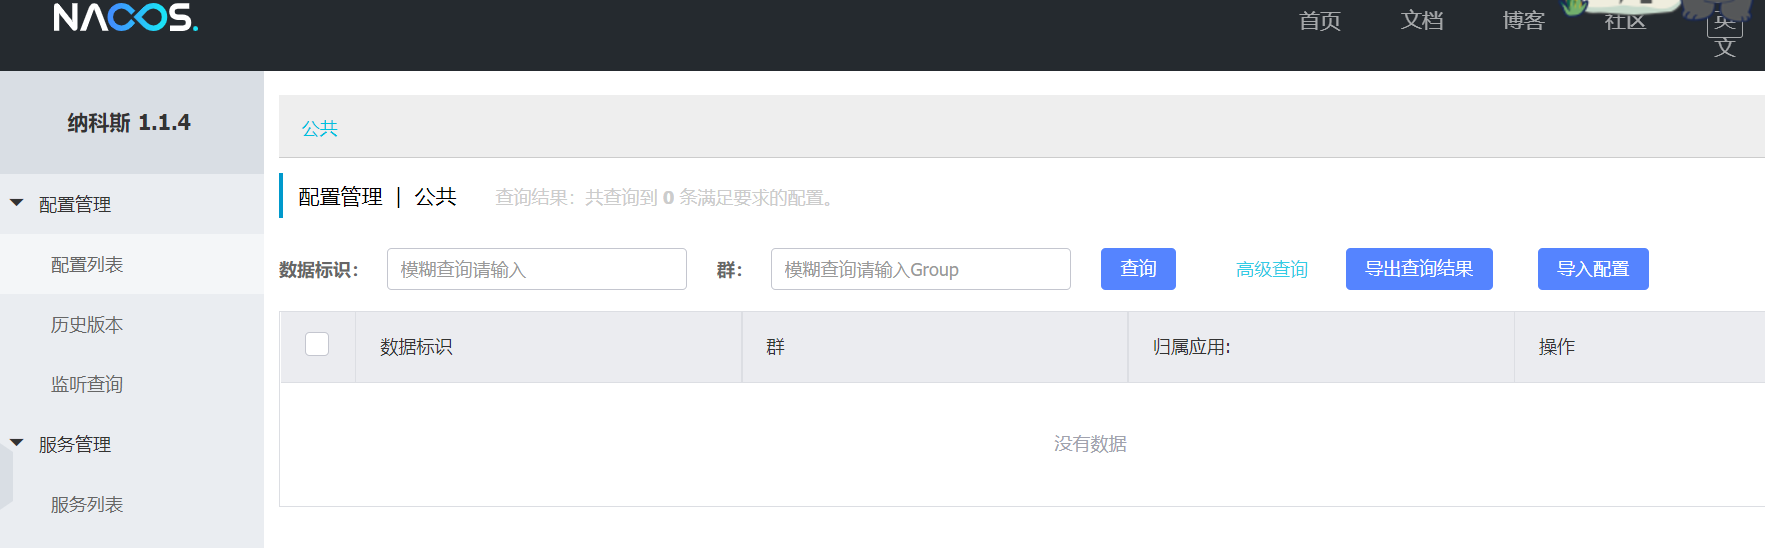 NACOS.
首页 文档 博客 社区 英文
纳科斯 1.1.4
公共
配置管理
配置管理 | 公共 查询结果：共查询到 0 条满足要求的配置。
配置列表
数据标识： 模糊查询请输入 群： 模糊查询请输入Group 查询 高级查询 导出查询结果 导入配置
历史版本
数据标识 群 归属应用: 操作
监听查询
服务管理
没有数据
服务列表